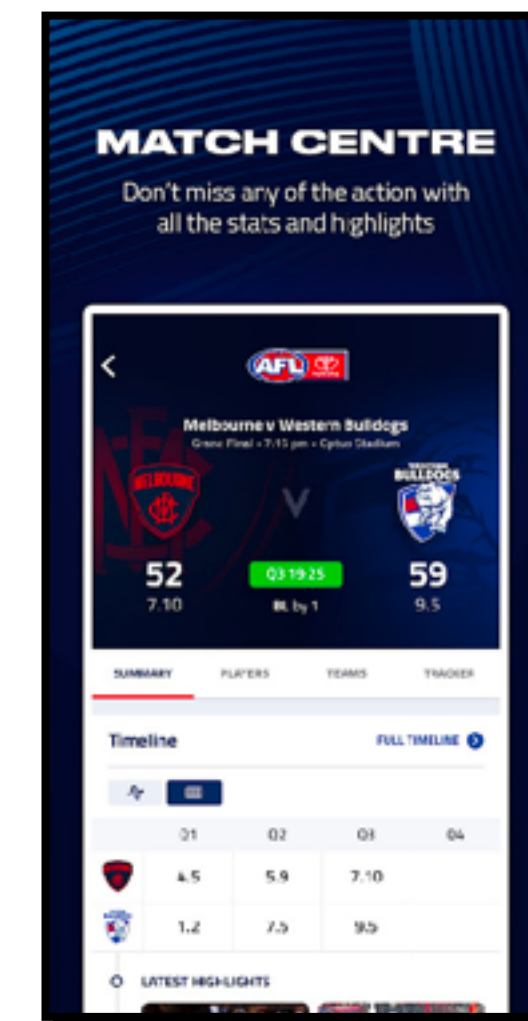 MATCH CENTRE
Don't miss any of the action with
all the stats and highlights
AFL
Melbourne v Western Bulldogs
Grand Final • 7:15 pm • Optus Stadium
MELBOURNE
WESTERN
BULLDOGS
V
52
Q3 19:25
59
7.10
by 1
9.5
SUMMARY
PLAYERS
TEAMS
TRACKER
Timeline
FULL TIMELINE
Q1
Q2
Q3
Q4
4.5
5.9
7.10
1.2
7.5
9.5
LATEST HIGHLIGHTS